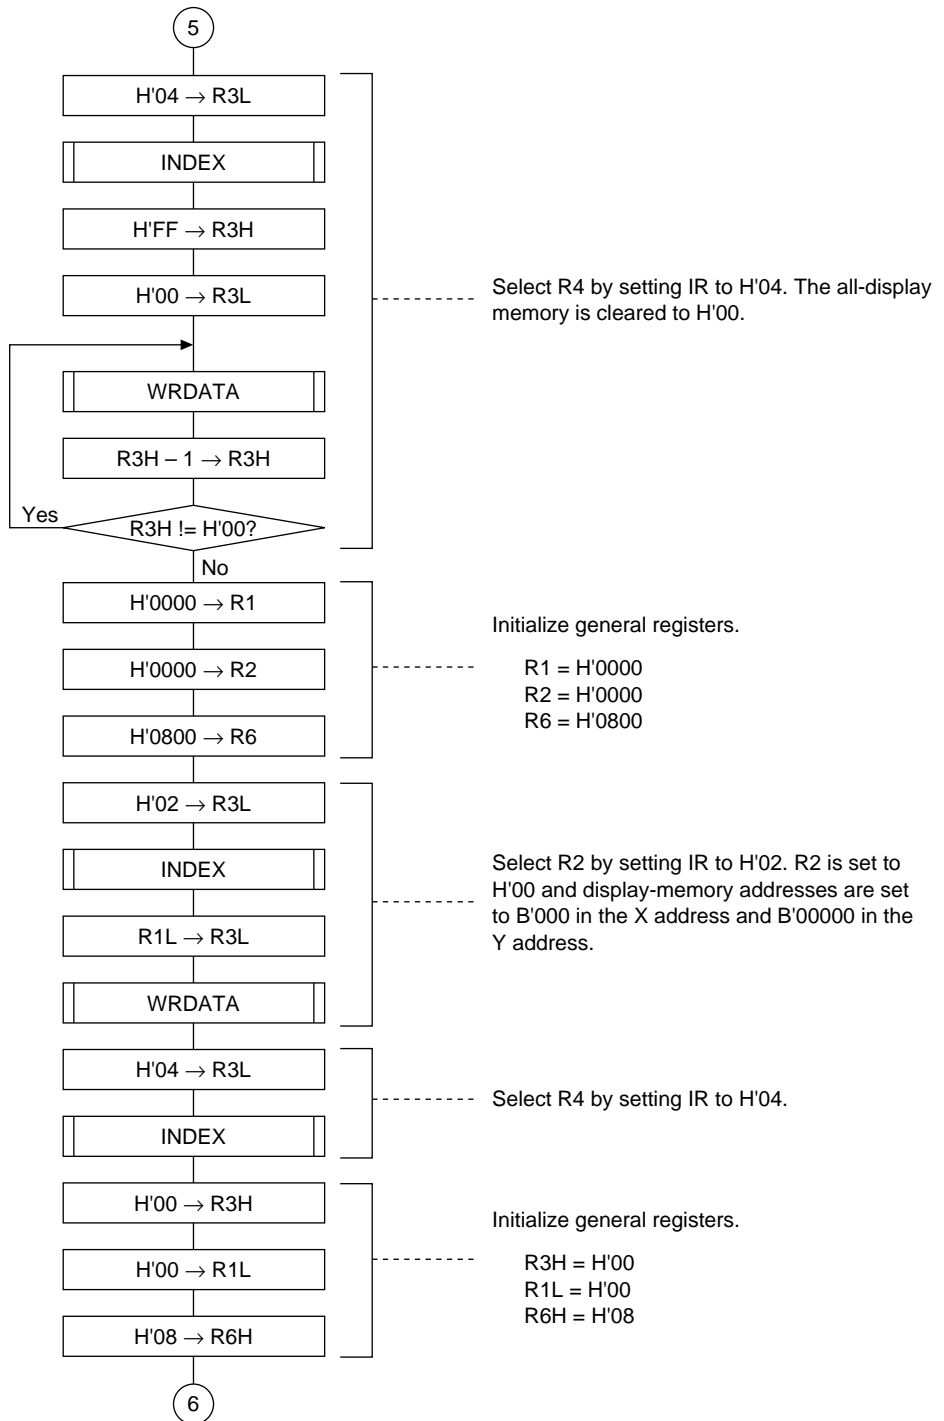 5
H'04 → R3L
INDEX
H'FF → R3H
H'00 → R3L
Select R4 by setting IR to H'04. The all-display
memory is cleared to H'00.
WRDATA
R3H – 1 → R3H
Yes
R3H != H'00?
No
H'0000 → R1
H'0000 → R2
H'0800 → R6
Initialize general registers.
R1 = H'0000
R2 = H'0000
R6 = H'0800
H'02 → R3L
INDEX
R1L → R3L
WRDATA
Select R2 by setting IR to H'02. R2 is set to
H'00 and display-memory addresses are set
to B'000 in the X address and B'00000 in the
Y address.
H'04 → R3L
INDEX
Select R4 by setting IR to H'04.
H'00 → R3H
H'00 → R1L
H'08 → R6H
Initialize general registers.
R3H = H'00
R1L = H'00
R6H = H'08
6